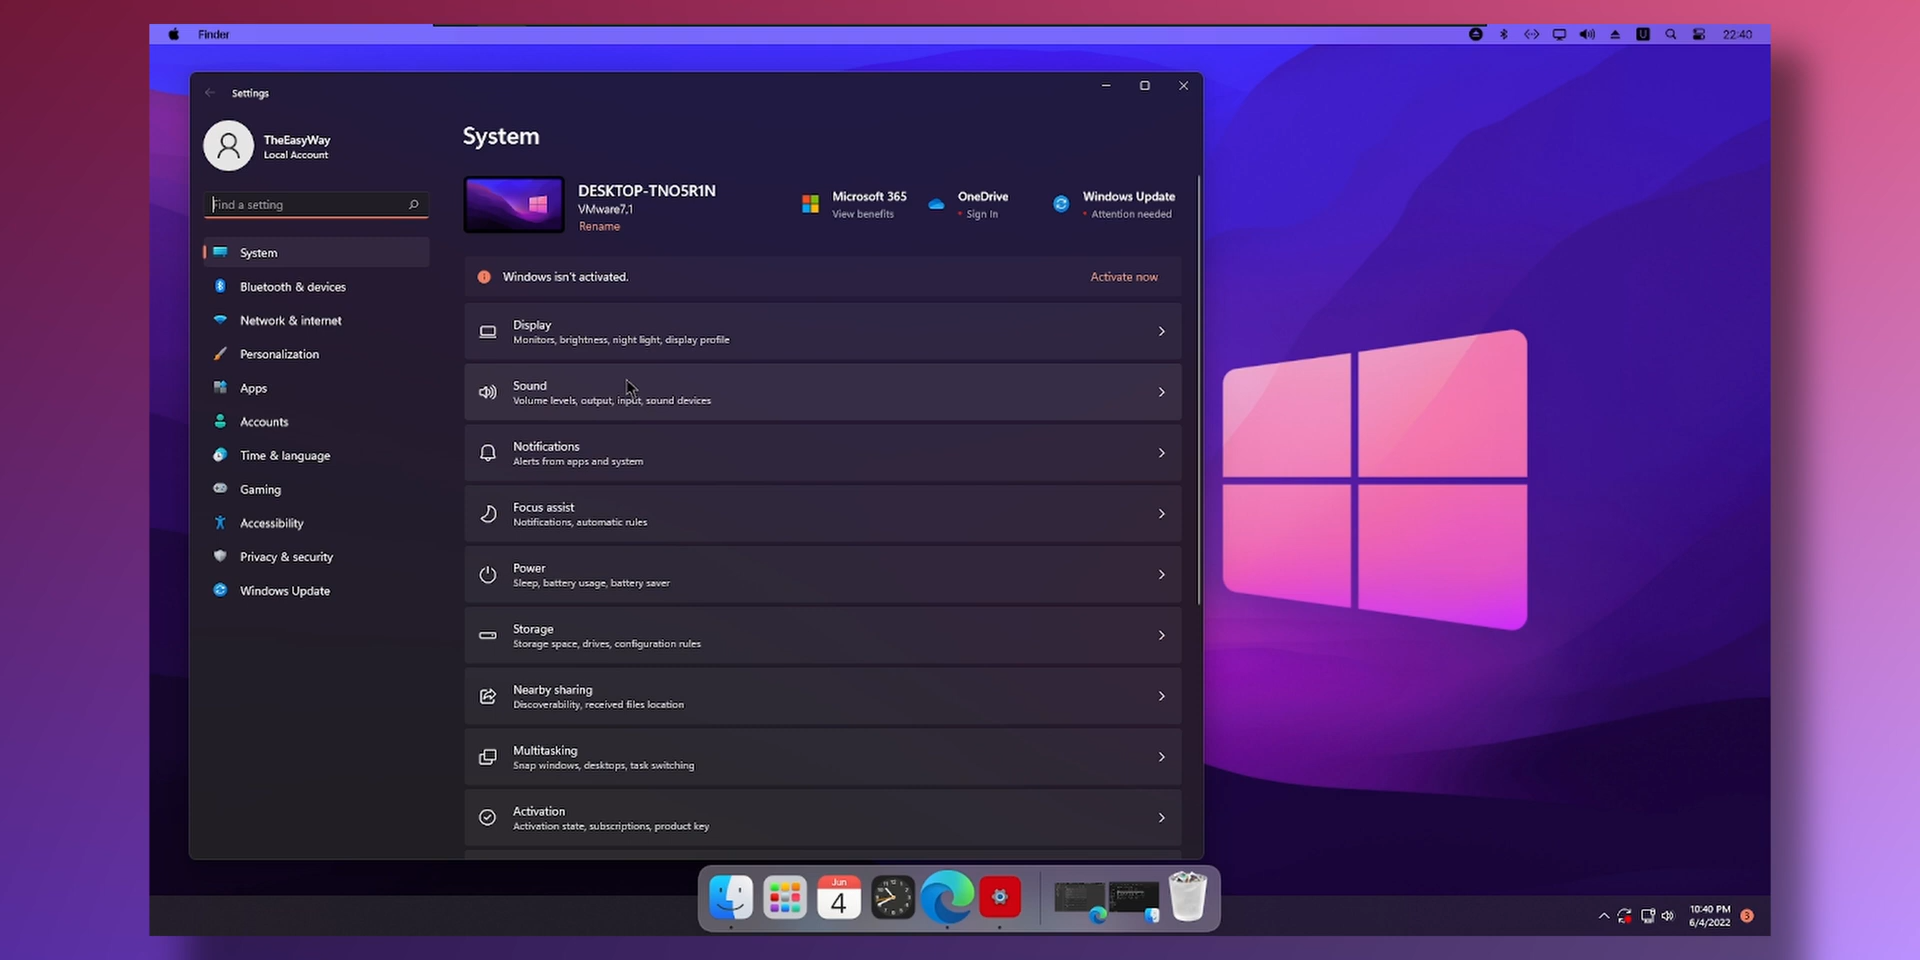 Finder
U
22:40
Settings
TheEasyWay
Local Account
Find a setting
System
Bluetooth & devices
Network & internet
Personalization
Apps
Accounts
Time & language
Gaming
Accessibility
Privacy & security
Windows Update
System
DESKTOP-TNO5R1N
VMware7,1
Rename
Microsoft 365
View benefits
OneDrive
Sign In
Windows Update
Attention needed
Windows isn't activated.
Activate now
Display
Monitors, brightness, night light, display profile
Sound
Volume levels, output, input, sound devices
Notifications
Alerts from apps and system
Focus assist
Notifications, automatic rules
Power
Sleep, battery usage, battery saver
Storage
Storage space, drives, configuration rules
Nearby sharing
Discoverability, received files location
Multitasking
Snap windows, desktops, task switching
Activation
Activation state, subscriptions, product key
Jun
4
10:40 PM
6/4/2022
3